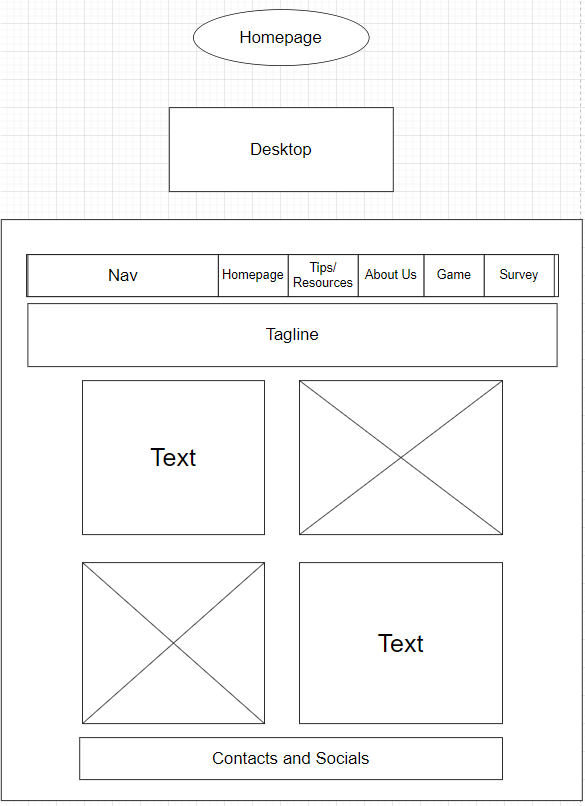 Homepage
Desktop
Nav
Homepage
Tips/
Resources
About Us
Game
Survey
Tagline
Text
Text
Contacts and Socials